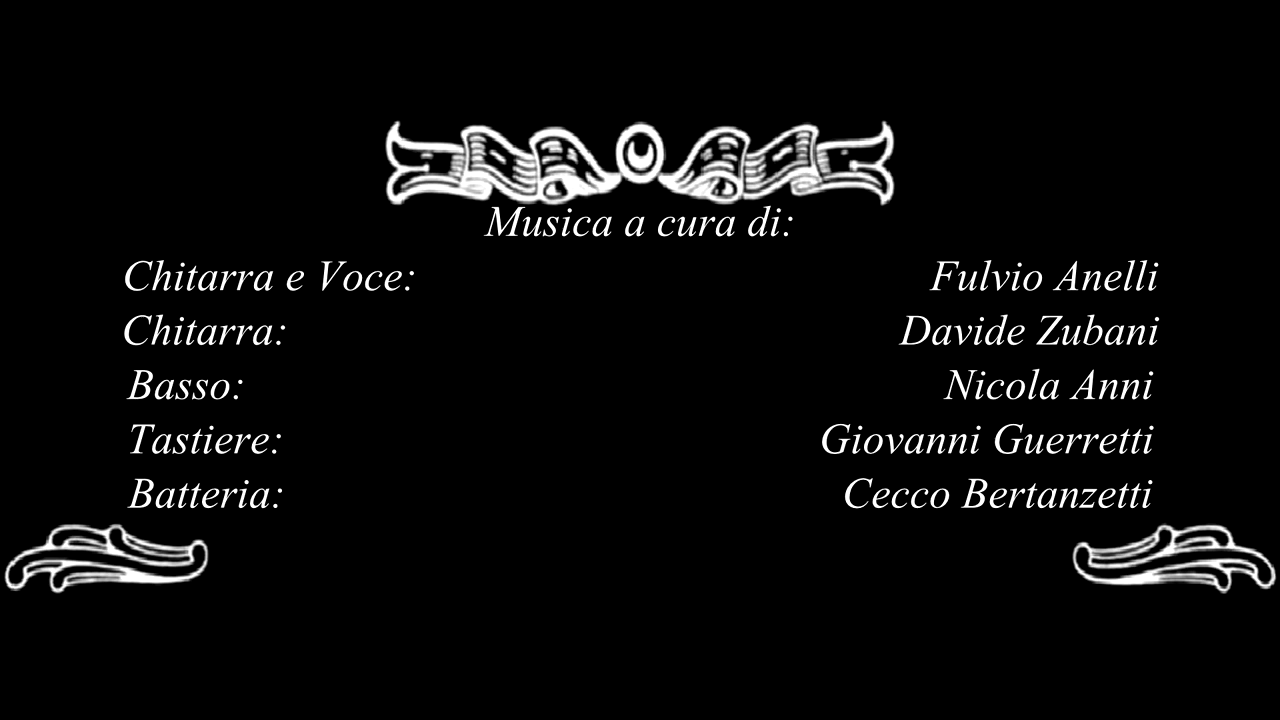 Musica a cura di:
Chitarra e Voce: Fulvio Anelli
Chitarra: Davide Zubani
Basso: Nicola Anni
Tastiere: Giovanni Guerretti
Batteria: Cecco Bertanzetti